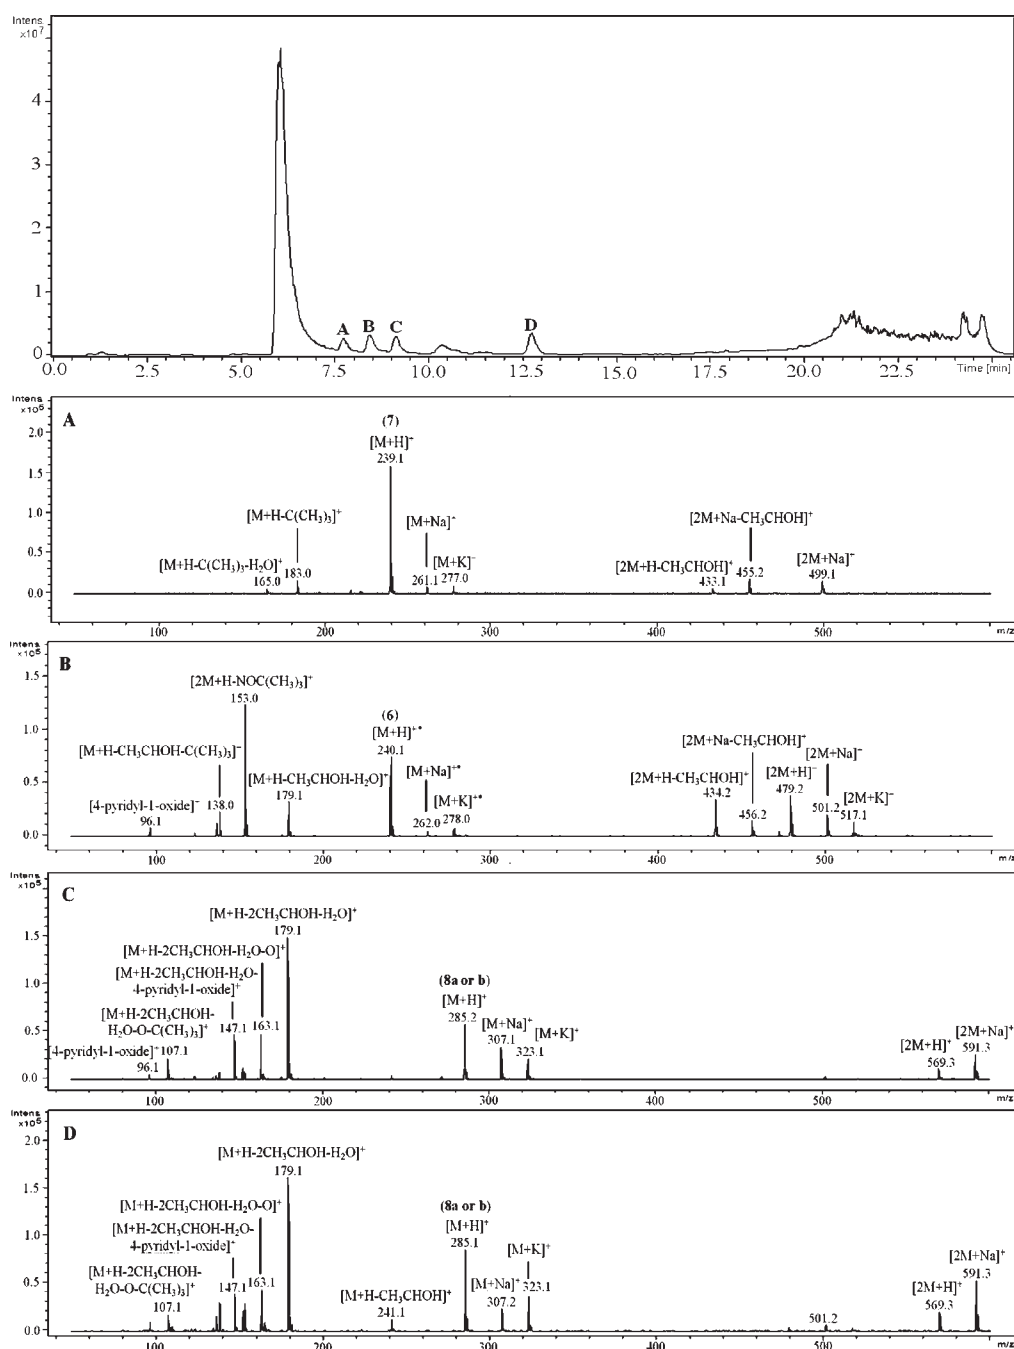 Intens
x10⁷
4
3
2
1
0
A
B
C
D
0.0
2.5
5.0
7.5
10.0
12.5
15.0
17.5
20.0
22.5
Time [min]
Intens
x10⁶
A
2.0
1.5
1.0
0.5
0.0
(7)
[M+H]⁺
239.1
[M+H-C(CH₃)₃]⁺
183.0
[M+H-C(CH₃)₃-H₂O]⁺
165.0
[M+Na]⁺
261.1
[M+K]⁻
277.0
[2M+Na-CH₃CHOH]⁺
455.2
[2M+H-CH₃CHOH]⁺
433.1
[2M+Na]⁺
499.1
100
200
300
400
500
m/z
Intens
x10⁵
B
1.5
1.0
0.5
0.0
[2M+H-NOC(CH₃)₃]⁺
153.0
(6)
[M+H]⁺•
240.1
[M+H-CH₃CHOH-C(CH₃)₃]⁻
138.0
[M+H-CH₃CHOH-H₂O]⁺
179.1
[4-pyridyl-1-oxide]⁻
96.1
[M+Na]⁺•
262.0
[M+K]⁺•
278.0
[2M+Na-CH₃CHOH]⁺
456.2
[2M+H-CH₃CHOH]⁺
434.2
[2M+H]⁻
479.2
[2M+Na]⁻
501.2
[2M+K]⁻
517.1
100
200
300
400
500
m/z
Intens
x10⁵
C
1.5
1.0
0.5
0.0
[M+H-2CH₃CHOH-H₂O]⁺
179.1
[M+H-2CH₃CHOH-H₂O-O]⁺
163.1
[M+H-2CH₃CHOH-H₂O-
4-pyridyl-1-oxide]⁺
147.1
[M+H-2CH₃CHOH-
H₂O-O-C(CH₃)₃]⁺
107.1
[4-pyridyl-1-oxide]⁺
96.1
(8a or b)
[M+H]⁺
285.2
[M+Na]⁺
307.1
[M+K]⁺
323.1
[2M+H]⁺
569.3
[2M+Na]⁺
591.3
100
200
300
400
500
m/z
Intens
x10⁵
D
2.0
1.5
1.0
0.5
0.0
[M+H-2CH₃CHOH-H₂O]⁺
179.1
[M+H-2CH₃CHOH-H₂O-O]⁺
163.1
[M+H-2CH₃CHOH-H₂O-
4-pyridyl-1-oxide]⁺
147.1
[M+H-2CH₃CHOH-
H₂O-O-C(CH₃)₃]⁺
107.1
[M+H-CH₃CHOH]⁺
241.1
(8a or b)
[M+H]⁺
285.1
[M+Na]⁺
307.2
[M+K]⁺
323.1
501.2
[2M+H]⁺
569.3
[2M+Na]⁺
591.3
100
200
300
400
500
m/z